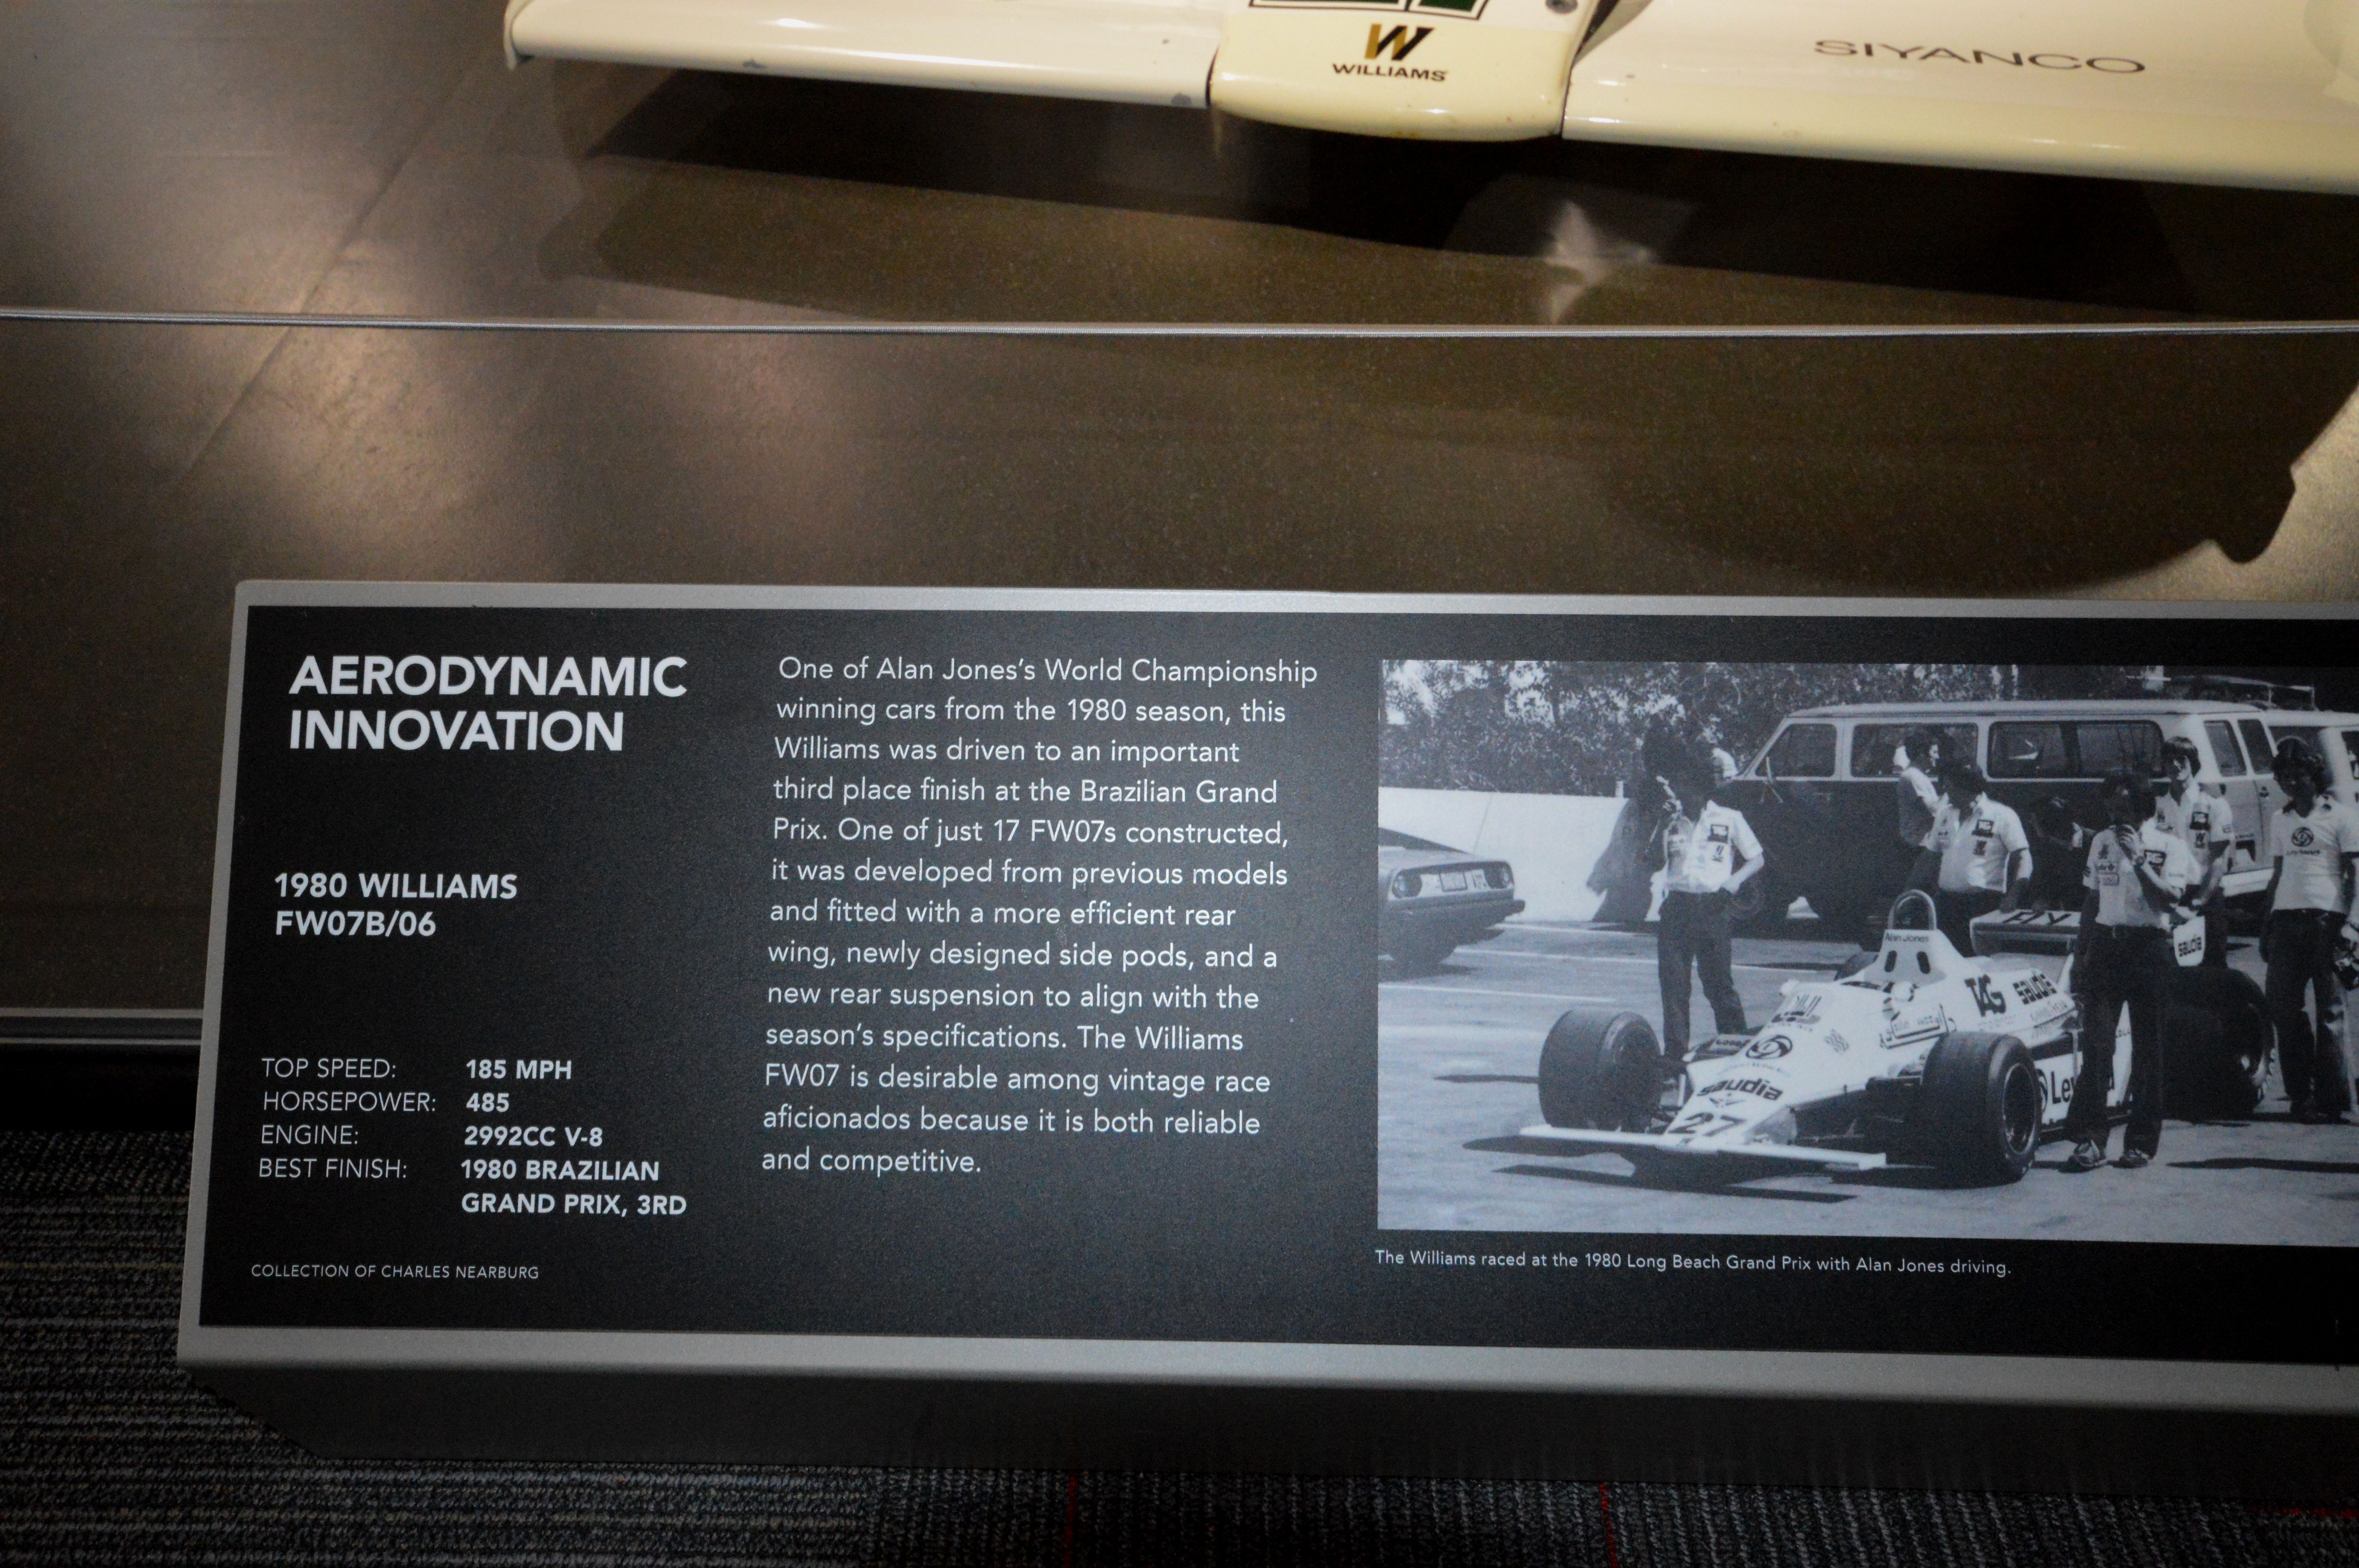 WILLIAMS
SIYANCO
AERODYNAMIC
INNOVATION
1980 WILLIAMS
FW07B/06
TOP SPEED: 185 MPH
HORSEPOWER: 485
ENGINE: 2992CC V-8
BEST FINISH: 1980 BRAZILIAN
GRAND PRIX, 3RD
COLLECTION OF CHARLES NEARBURG
One of Alan Jones's World Championship
winning cars from the 1980 season, this
Williams was driven to an important
third place finish at the Brazilian Grand
Prix. One of just 17 FW07s constructed,
it was developed from previous models
and fitted with a more efficient rear
wing, newly designed side pods, and a
new rear suspension to align with the
season's specifications. The Williams
FW07 is desirable among vintage race
aficionados because it is both reliable
and competitive.
Alan Jones
FLY
saudia
TAG
saudia
saudia
27
The Williams raced at the 1980 Long Beach Grand Prix with Alan Jones driving.